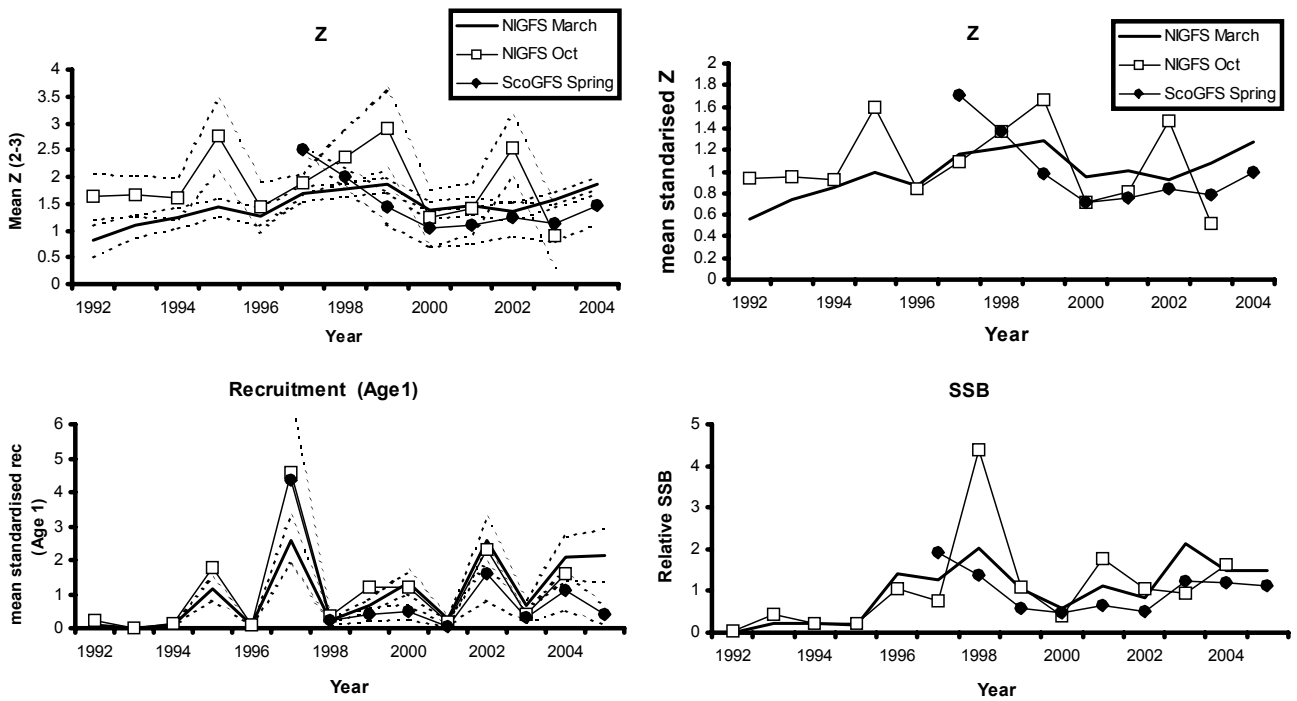 Z
NIGFS March
NIGFS Oct
ScoGFS Spring
Mean Z (2-3)
4
3.5
3
2.5
2
1.5
1
0.5
0
1992 1994 1996 1998 2000 2002 2004
Year
Z
NIGFS March
NIGFS Oct
ScoGFS Spring
mean standarised Z
2
1.8
1.6
1.4
1.2
1
0.8
0.6
0.4
0.2
0
1992 1994 1996 1998 2000 2002 2004
Year
Recruitment (Age1)
mean standardised rec
(Age 1)
6
5
4
3
2
1
0
1992 1994 1996 1998 2000 2002 2004
Year
SSB
Relative SSB
5
4
3
2
1
0
1992 1994 1996 1998 2000 2002 2004
Year